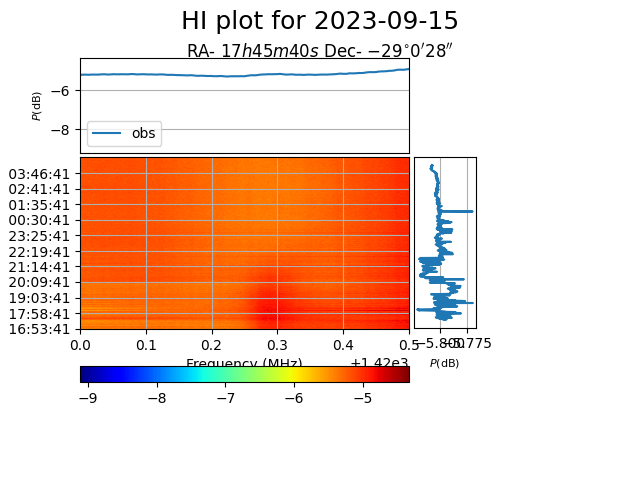 HI plot for 2023-09-15
RA- 17h45m40s Dec- −29°0′28″
P(dB)
−6
−8
obs
03:46:41
02:41:41
01:35:41
00:30:41
23:25:41
22:19:41
21:14:41
20:09:41
19:03:41
17:58:41
16:53:41
0.0 0.1 0.2 0.3 0.4 0.5
Frequency (MHz)
+1.42e3
−5.775
P(dB)
−9 −8 −7 −6 −5